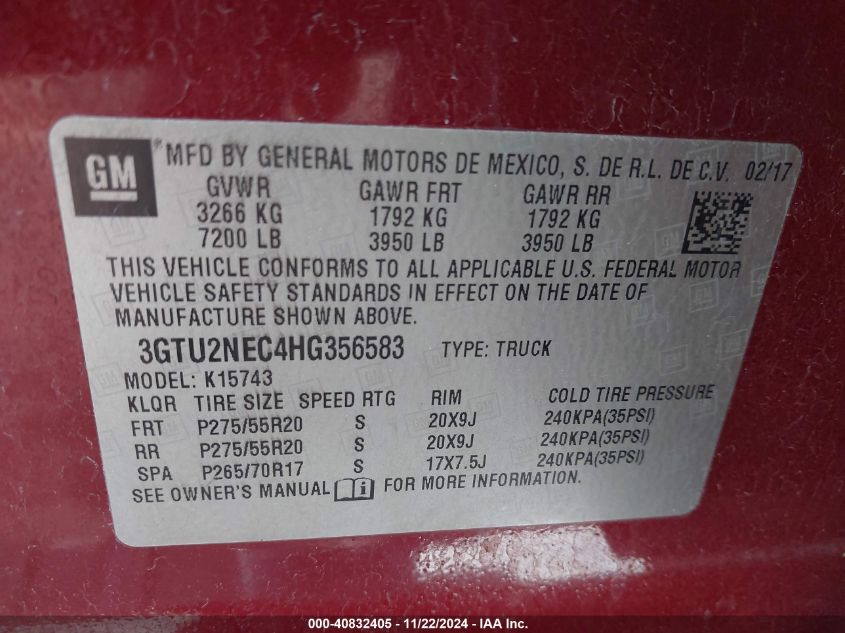 GM
MFD BY GENERAL MOTORS DE MEXICO, S. DE R.L. DE C.V. 02/17
GVWR GAWR FRT GAWR RR
3266 KG 1792 KG 1792 KG
7200 LB 3950 LB 3950 LB
THIS VEHICLE CONFORMS TO ALL APPLICABLE U.S. FEDERAL MOTOR
VEHICLE SAFETY STANDARDS IN EFFECT ON THE DATE OF
MANUFACTURE SHOWN ABOVE.
3GTU2NEC4HG356583 TYPE: TRUCK
MODEL: K15743
KLQR TIRE SIZE SPEED RTG RIM COLD TIRE PRESSURE
FRT P275/55R20 S 20X9J 240KPA(35PSI)
RR P275/55R20 S 20X9J 240KPA(35PSI)
SPA P265/70R17 S 17X7.5J 240KPA(35PSI)
SEE OWNER'S MANUAL i FOR MORE INFORMATION.
000-40832405 - 11/22/2024 - IAA Inc.